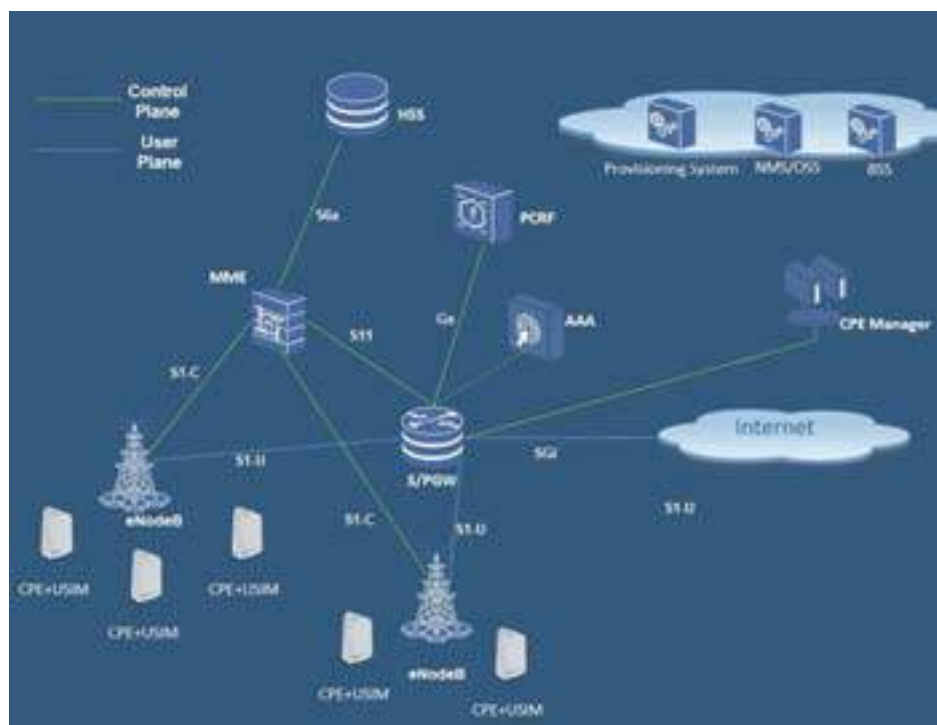 Control
Plane
User
Plane
HSS
Provisioning System
NMS/OSS
BSS
S6a
PCRF
MME
Gx
AAA
CPE Manager
S11
S1-C
Internet
S1-U
SGi
S/PGW
S1-U
eNodeB
S1-C
S1-U
CPE+USIM
CPE+USIM
CPE+USIM
eNodeB
CPE+USIM
CPE+USIM